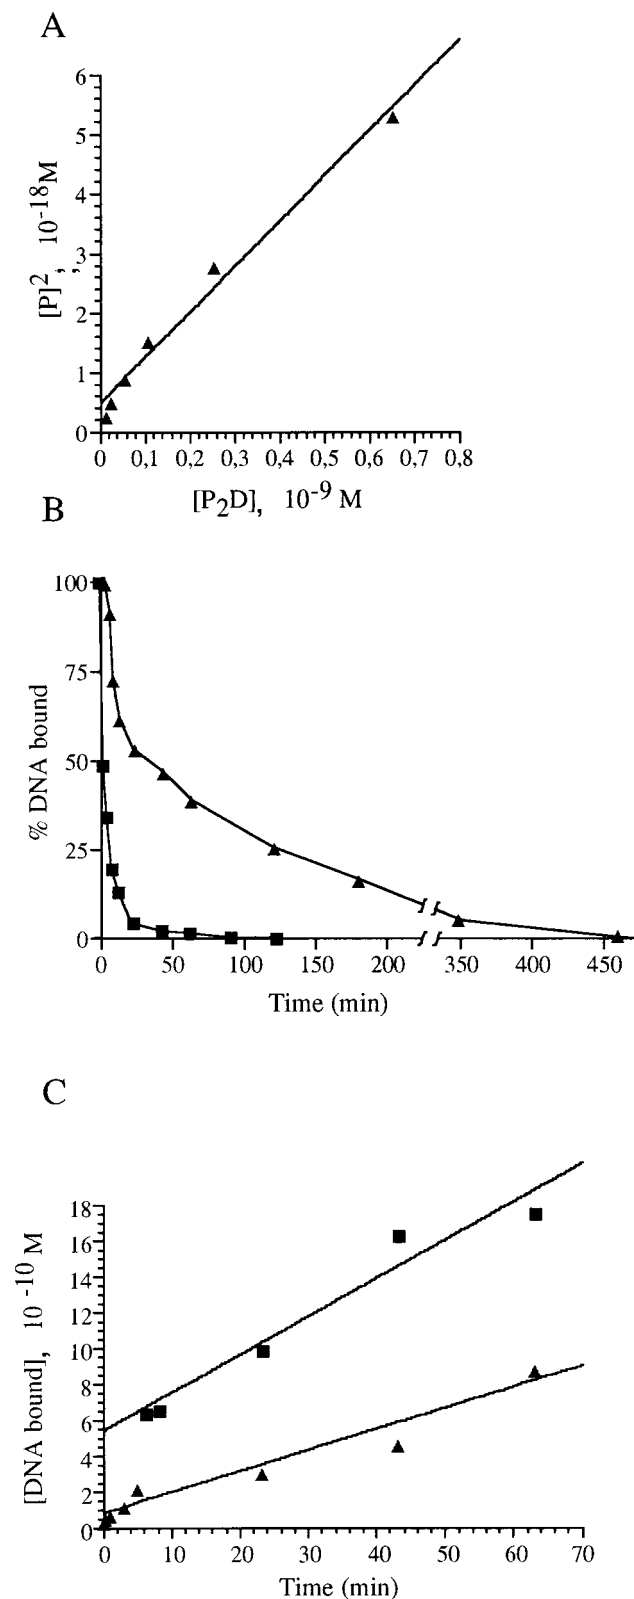 A
[P]², , 10⁻¹⁸M
6
5
4
3
2
1
0
0 0,1 0,2 0,3 0,4 0,5 0,6 0,7 0,8
[P₂D], 10⁻⁹ M
B
% DNA bound
100
75
50
25
0
0 50 100 150 200 350 400 450
Time (min)
C
[DNA bound], 10⁻¹⁰ M
18
16
14
12
10
8
6
4
2
0
0 10 20 30 40 50 60 70
Time (min)